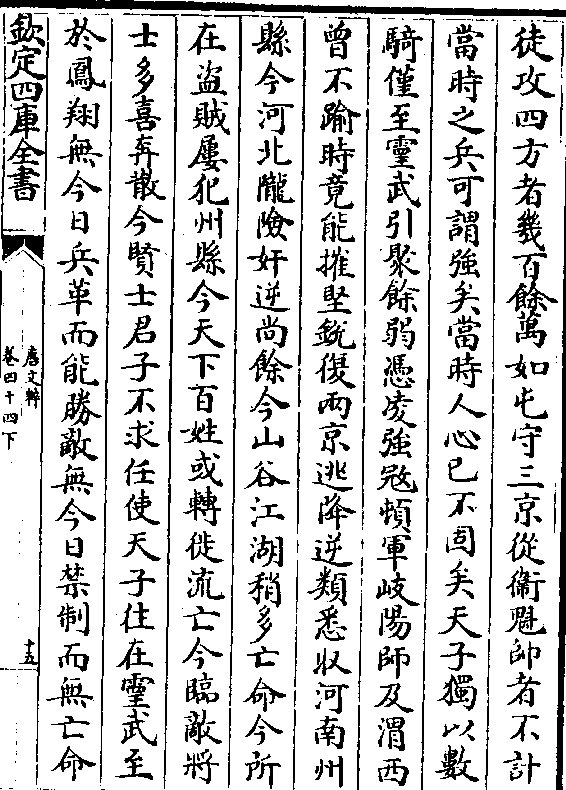 徒攻四方者幾百餘萬如屯守三京從衞魁帥者不計
當時之兵可謂強矣當時人心已不固矣天子獨以數
騎僅至靈武引聚餘弱憑凌強冦頓軍岐陽師及渭西
曾不踰時竟能摧堅銳復兩京逃降逆類悉收河南州
縣今河北隴隂奸逆尚餘今山谷江湖稍多亡命今所
在盜賊屢犯州縣今天下百姓或轉徙流亡今臨敵將
士多喜奔散今賢士君子不求任使天子往在靈武至
於鳳翔無今日兵革而能勝敵無今日禁制而無亡命
欽定四庫全書
唐文粹
卷四十四下
十五